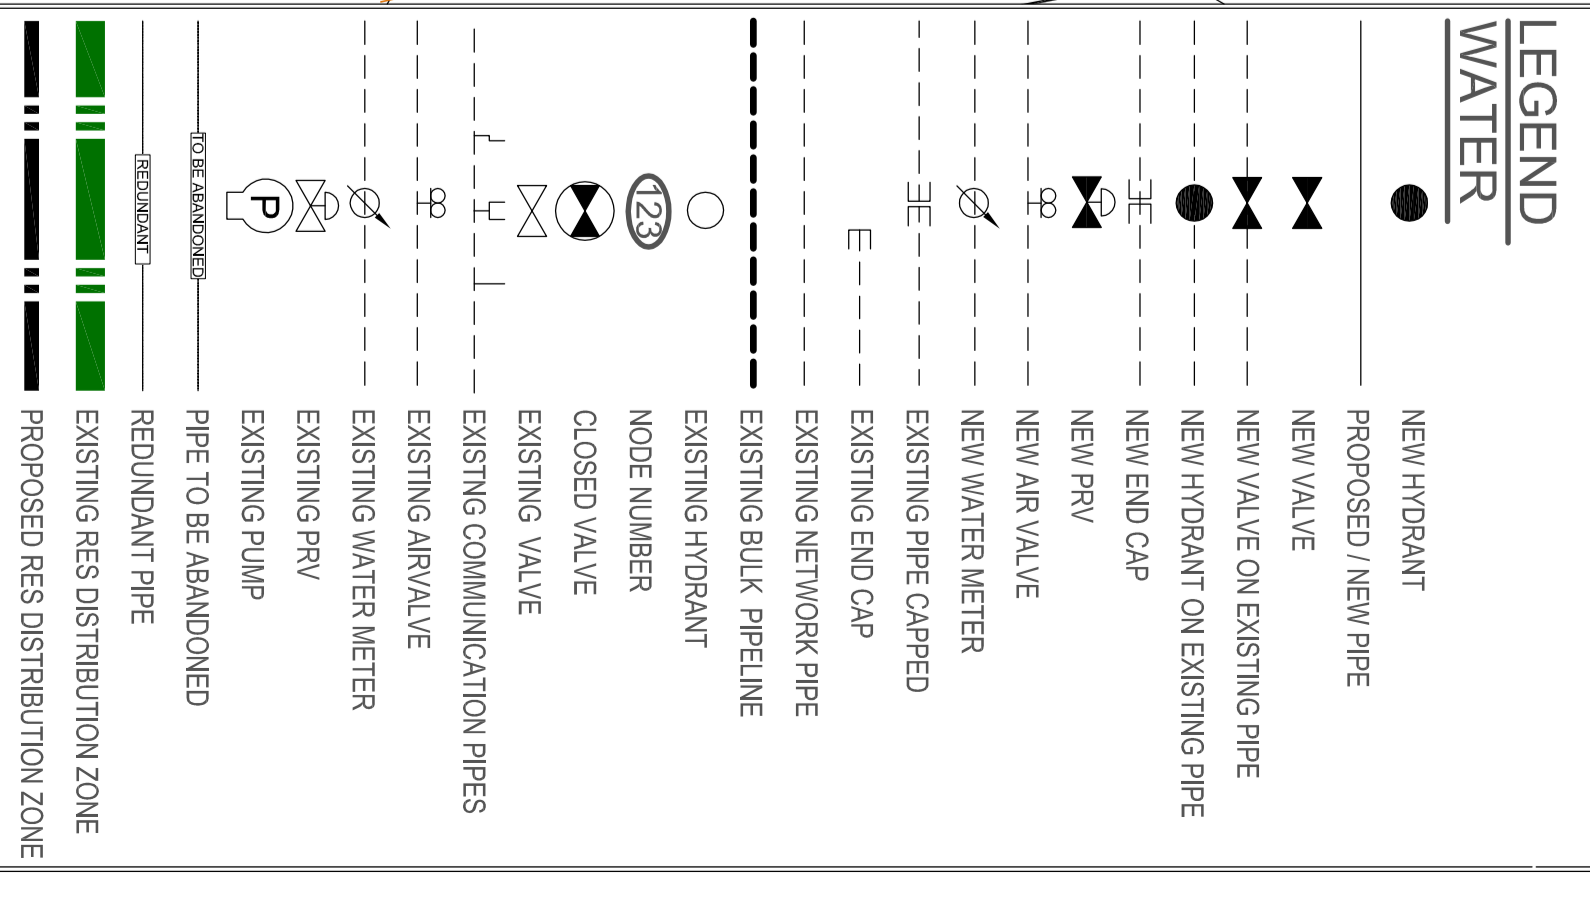 LEGEND
WATER
NEW HYDRANT
PROPOSED / NEW PIPE
NEW VALVE
NEW VALVE ON EXISTING PIPE
NEW HYDRANT ON EXISTING PIPE
NEW END CAP
NEW PRV
NEW AIR VALVE
NEW WATER METER
EXISTING PIPE CAPPED
EXISTING END CAP
EXISTING NETWORK PIPE
EXISTING BULK PIPELINE
EXISTING HYDRANT
123 NODE NUMBER
CLOSED VALVE
EXISTING VALVE
EXISTNG COMMUNICATION PIPES
EXISTING AIRVALVE
EXISTING WATER METER
EXISTING PRV
P EXISTING PUMP
TO BE ABANDONED PIPE TO BE ABANDONED
REDUNDANT REDUNDANT PIPE
EXISTING RES DISTRIBUTION ZONE
PROPOSED RES DISTRIBUTION ZONE